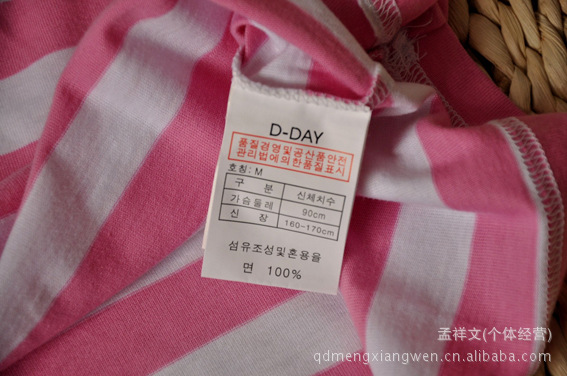 D-DAY
품질경영및공산품안전
관리법에의한품질표시
호칭: M
구 분 신체치수
가슴둘레 90cm
신 장 160-170cm
섬유조성및혼용율
면 100%
孟祥文(个体经营)
qdmengxiangwen.cn.alibaba.com